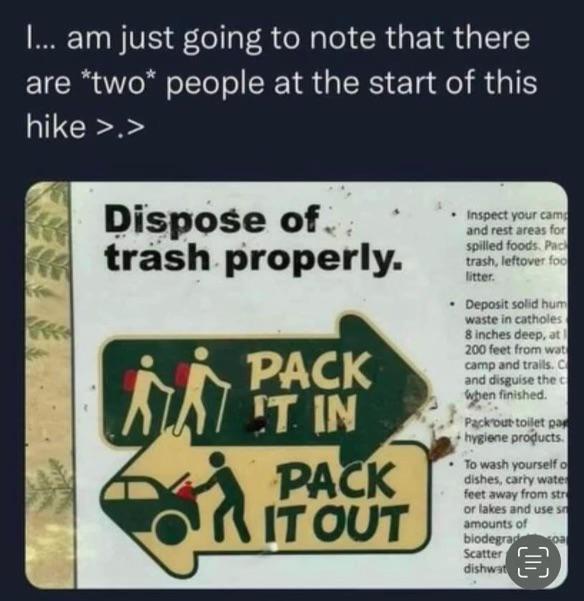 I... am just going to note that there
are *two* people at the start of this
hike >.>
Dispose of
trash properly.
PACK
IT IN
PACK
IT OUT
• Inspect your
and rest areas for
spilled foods.
trash, leftover
litter.
• Deposit solid
waste in catholes
8 inches deep, at
200 feet from
camp and trails.
and disguise the
when finished.
Pack out toilet
hygiene products.
• To wash yourself
dishes, carry
feet away from
or lakes and use
amounts of
Scatter